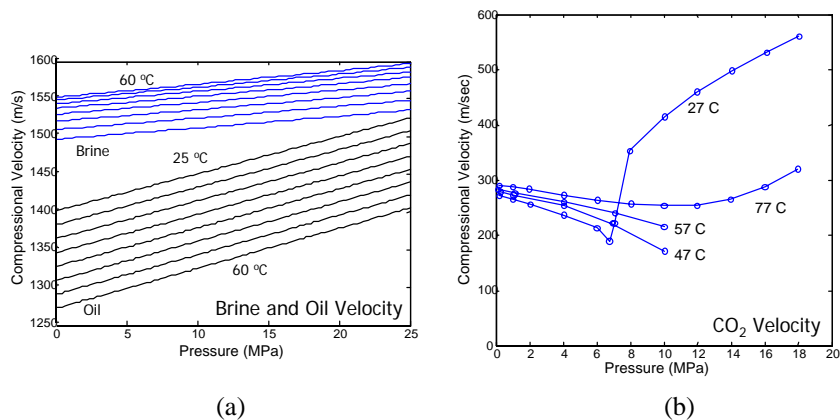 Compressional Velocity (m/s)
1600
1550
1500
1450
1400
1350
1300
1250
60 ºC
Brine
25 ºC
60 ºC
Oil
Brine and Oil Velocity
0 5 10 15 20 25
Pressure (MPa)
(a)
Compressional Velocity (m/sec)
600
500
400
300
200
100
0
27 C
77 C
57 C
47 C
CO₂ Velocity
0 2 4 6 8 10 12 14 16 18 20
Pressure (MPa)
(b)